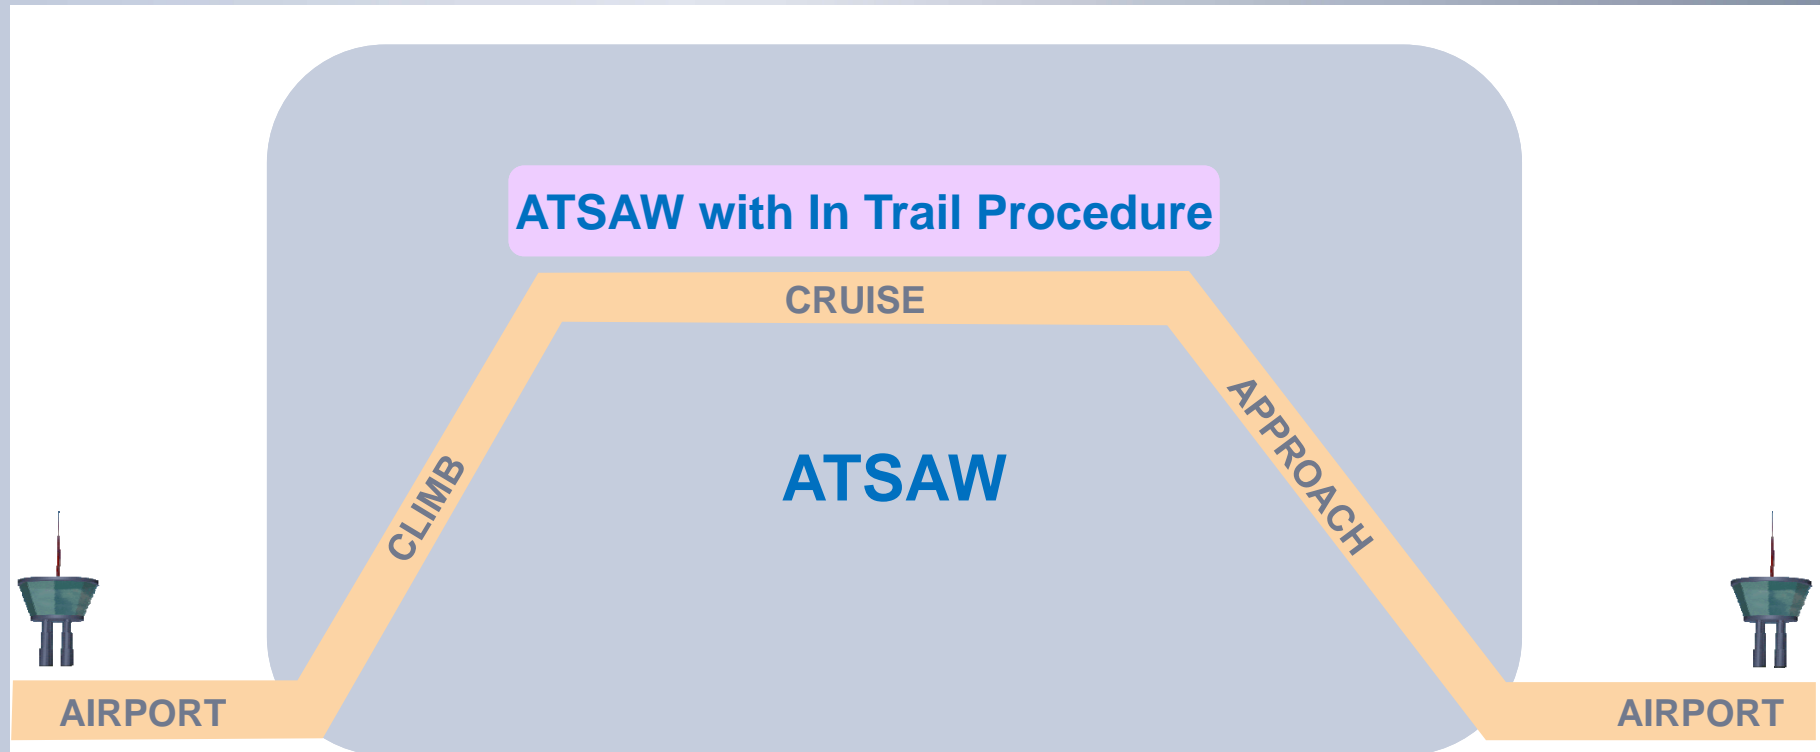 ATSAW with In Trail Procedure
CRUISE
CLIMB
APPROACH
ATSAW
AIRPORT
AIRPORT